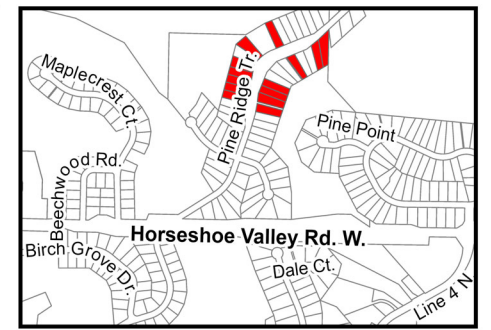 Maplecrest Ct.
Pine Ridge Tr.
Pine Point
Beechwood Rd.
Horseshoe Valley Rd. W.
Birch Grove Dr.
Dale Ct.
Line 4 N